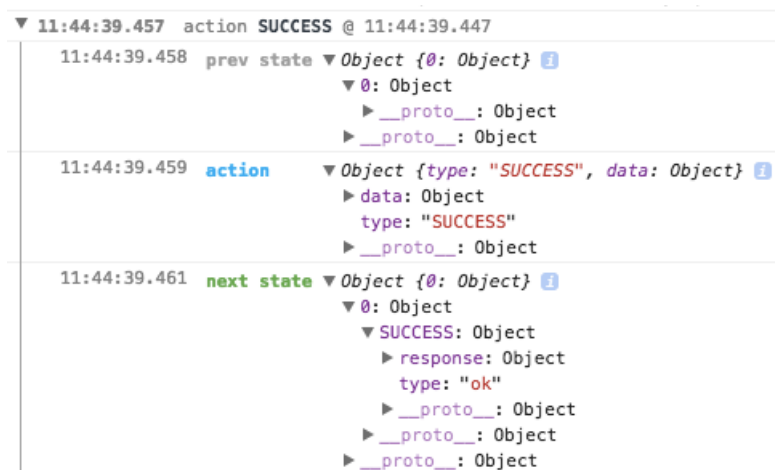 ▼ 11:44:39.457 action SUCCESS @ 11:44:39.447
11:44:39.458 prev state ▼ Object {0: Object} i
▼ 0: Object
▶ __proto__: Object
▶ __proto__: Object
11:44:39.459 action ▼ Object {type: "SUCCESS", data: Object} i
▶ data: Object
type: "SUCCESS"
▶ __proto__: Object
11:44:39.461 next state ▼ Object {0: Object} i
▼ 0: Object
▼ SUCCESS: Object
▶ response: Object
type: "ok"
▶ __proto__: Object
▶ __proto__: Object
▶ __proto__: Object